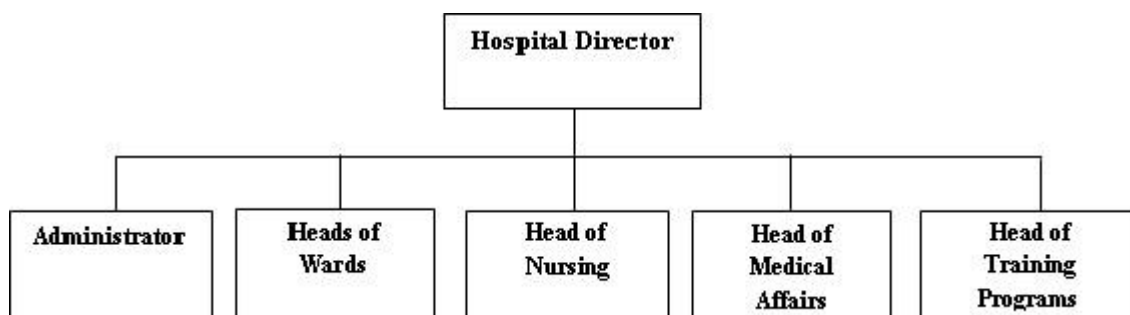 Hospital Director
Administrator
Heads of
Wards
Head of
Nursing
Head of
Medical
Affairs
Head of
Training
Programs